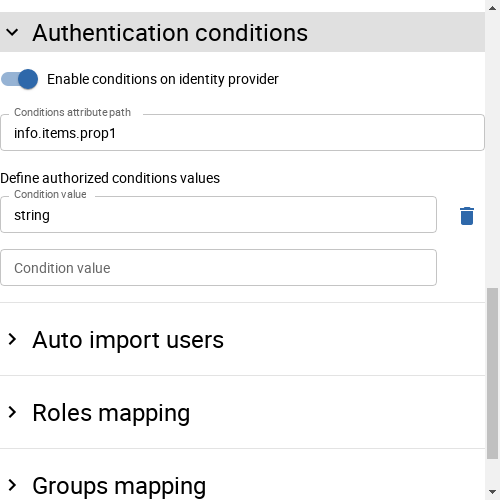 Authentication conditions
Enable conditions on identity provider
Conditions attribute path
info.items.prop1
Define authorized conditions values
Condition value
string
Condition value
Auto import users
Roles mapping
Groups mapping